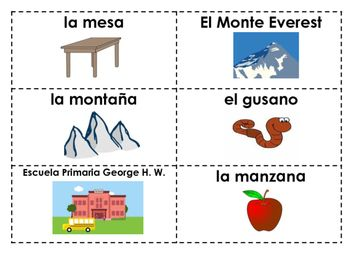 la mesa
El Monte Everest
la montaña
el gusano
Escuela Primaria George H. W.
la manzana